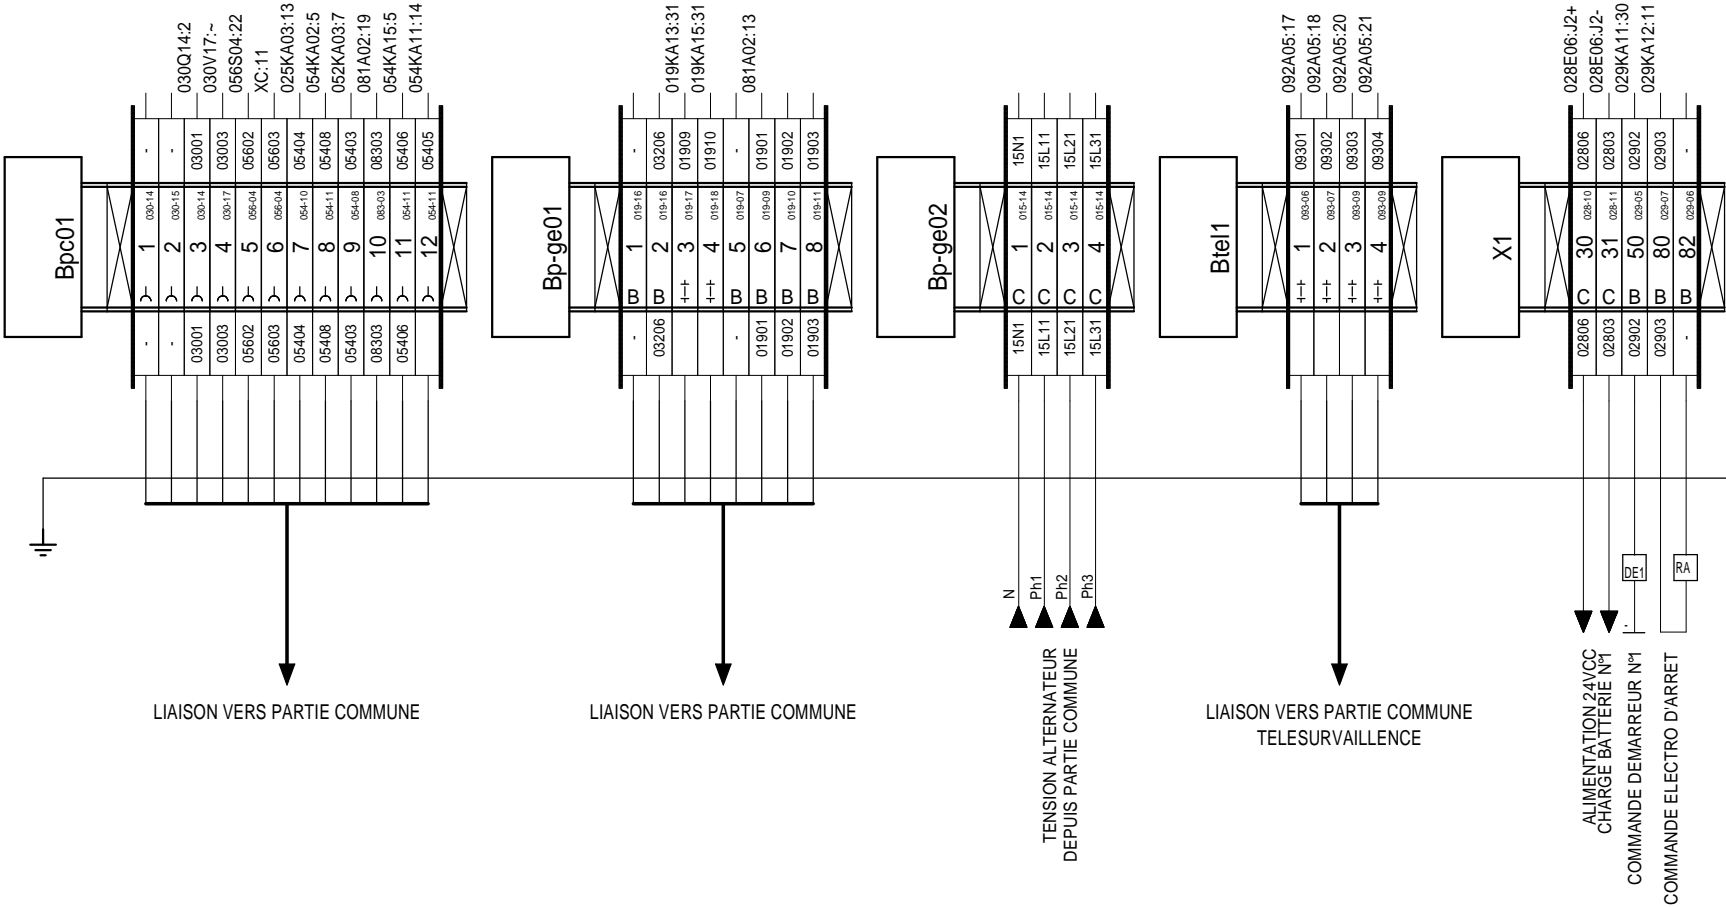 030Q14:2
030V17:~
056S04:22
XC:11
025KA03:13
054KA02:5
052KA03:7
081A02:19
054KA15:5
054KA11:14
019KA13:31
019KA15:31
081A02:13
092A05:17
092A05:18
092A05:20
092A05:21
028E06:J2+
028E06:J2-
029KA11:30
029KA12:11
Bpc01
- - 03001 03003 05602 05603 05404 05408 05403 08303 05406 05405
030-14 030-15 030-14 030-17 056-04 056-04 054-10 054-11 054-08 083-03 054-11 054-11
1 2 3 4 5 6 7 8 9 10 11 12
- - 03001 03003 05602 05603 05404 05408 05403 08303 05406
Bp-ge01
- 03206 01909 01910 - 01901 01902 01903
019-16 019-16 019-17 019-18 019-07 019-09 019-10 019-11
1 2 3 4 5 6 7 8
B B B B B B
- 03206 - 01901 01902 01903
Bp-ge02
15N1 15L11 15L21 15L31
015-14 015-14 015-14 015-14
1 2 3 4
C C C C
15N1 15L11 15L21 15L31
Btel1
09301 09302 09303 09304
093-06 093-07 093-09 093-09
1 2 3 4
X1
02806 02803 02902 02903 -
028-10 028-11 029-05 029-07 029-06
30 31 50 80 82
C C B B B
02806 02803 02902 02903 -
N
Ph1
Ph2
Ph3
DE1
RA
-
LIAISON VERS PARTIE COMMUNE
LIAISON VERS PARTIE COMMUNE
TENSION ALTERNATEUR
DEPUIS PARTIE COMMUNE
LIAISON VERS PARTIE COMMUNE
TELESURVAILLENCE
ALIMENTATION 24VCC
CHARGE BATTERIE N°1
COMMANDE DEMARREUR N°1
COMMANDE ELECTRO D'ARRET